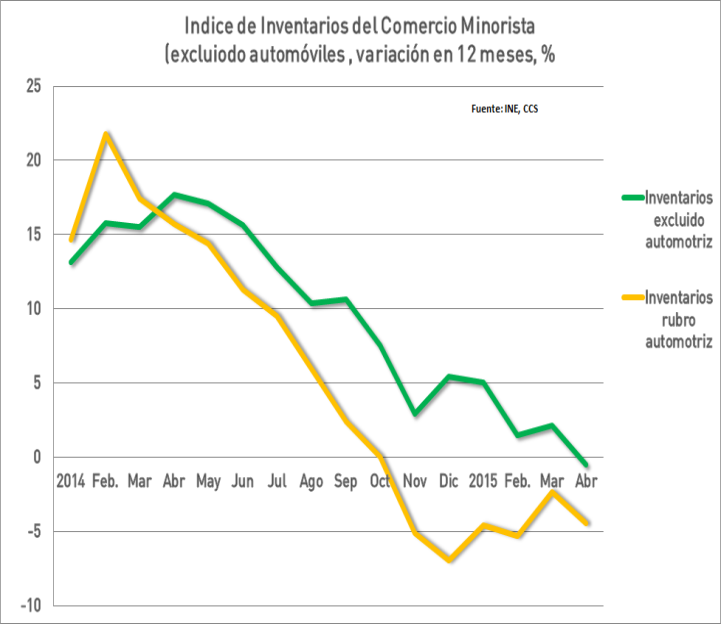 Indice de Inventarios del Comercio Minorista
(excluiodo automóviles , variación en 12 meses, %
Fuente: INE, CCS
25
20
15
10
5
0
-5
-10
2014 Feb. Mar Abr May Jun Jul Ago Sep Oct Nov Dic 2015 Feb. Mar Abr
Inventarios
excluido
automotriz
Inventarios
rubro
automotriz